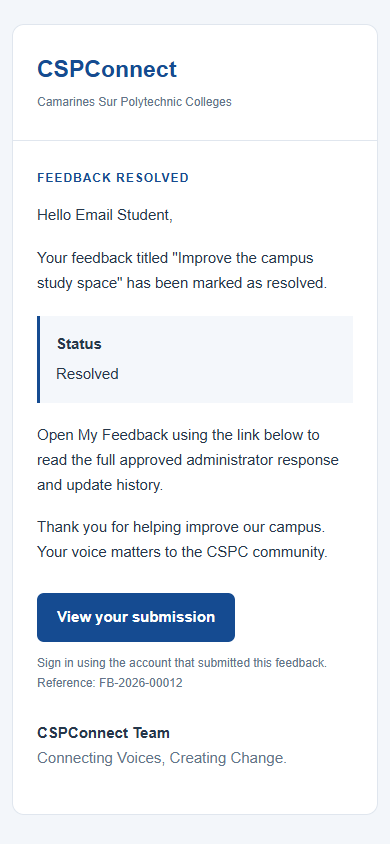 CSPConnect
Camarines Sur Polytechnic Colleges
FEEDBACK RESOLVED
Hello Email Student,
Your feedback titled "Improve the campus
study space" has been marked as resolved.
Status
Resolved
Open My Feedback using the link below to
read the full approved administrator response
and update history.
Thank you for helping improve our campus.
Your voice matters to the CSPC community.
View your submission
Sign in using the account that submitted this feedback.
Reference: FB-2026-00012
CSPConnect Team
Connecting Voices, Creating Change.